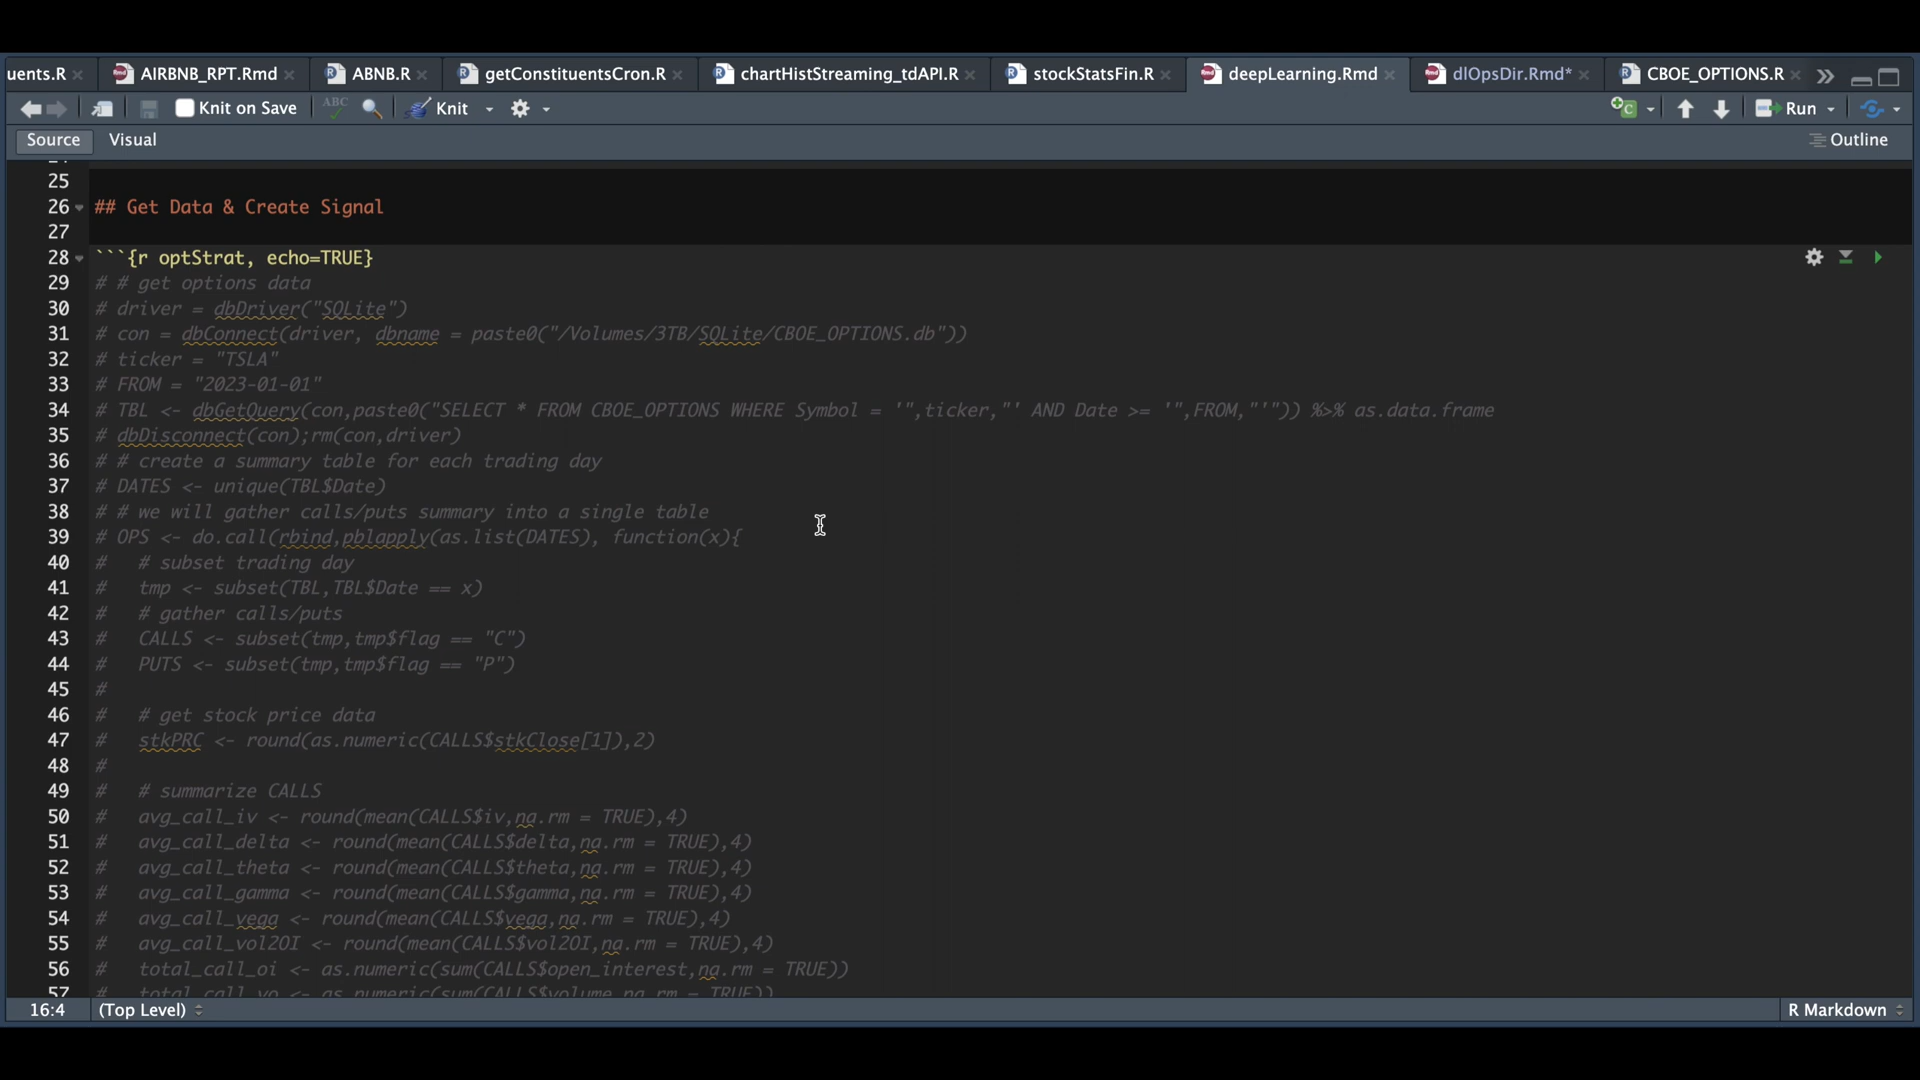 uents.R AIRBNB_RPT.Rmd ABNB.R getConstituentsCron.R chartHistStreaming_tdAPI.R stockStatsFin.R deepLearning.Rmd dlOpsDir.Rmd* CBOE_OPTIONS.R
Knit on Save ABC Knit Run
Source Visual Outline
25
26 ## Get Data & Create Signal
27
28 ```{r optStrat, echo=TRUE}
29 # # get options data
30 # driver = dbDriver("SQLite")
31 # con = dbConnect(driver, dbname = paste0("/Volumes/3TB/SQLite/CBOE_OPTIONS.db"))
32 # ticker = "TSLA"
33 # FROM = "2023-01-01"
34 # TBL <- dbGetQuery(con,paste0("SELECT * FROM CBOE_OPTIONS WHERE Symbol = '",ticker,"' AND Date >= '",FROM,"'")) %>% as.data.frame
35 # dbDisconnect(con);rm(con,driver)
36 # # create a summary table for each trading day
37 # DATES <- unique(TBL$Date)
38 # # we will gather calls/puts summary into a single table
39 # OPS <- do.call(rbind,pblapply(as.list(DATES), function(x){
40 #   # subset trading day
41 #   tmp <- subset(TBL,TBL$Date == x)
42 #   # gather calls/puts
43 #   CALLS <- subset(tmp,tmp$flag == "C")
44 #   PUTS <- subset(tmp,tmp$flag == "P")
45 #
46 #   # get stock price data
47 #   stkPRC <- round(as.numeric(CALLS$stkClose[1]),2)
48 #
49 #   # summarize CALLS
50 #   avg_call_iv <- round(mean(CALLS$iv,na.rm = TRUE),4)
51 #   avg_call_delta <- round(mean(CALLS$delta,na.rm = TRUE),4)
52 #   avg_call_theta <- round(mean(CALLS$theta,na.rm = TRUE),4)
53 #   avg_call_gamma <- round(mean(CALLS$gamma,na.rm = TRUE),4)
54 #   avg_call_vega <- round(mean(CALLS$vega,na.rm = TRUE),4)
55 #   avg_call_vol2OI <- round(mean(CALLS$vol2OI,na.rm = TRUE),4)
56 #   total_call_oi <- as.numeric(sum(CALLS$open_interest,na.rm = TRUE))
57 #   total_call_vo <- as.numeric(sum(CALLS$volume,na.rm = TRUE))
16:4 (Top Level) R Markdown